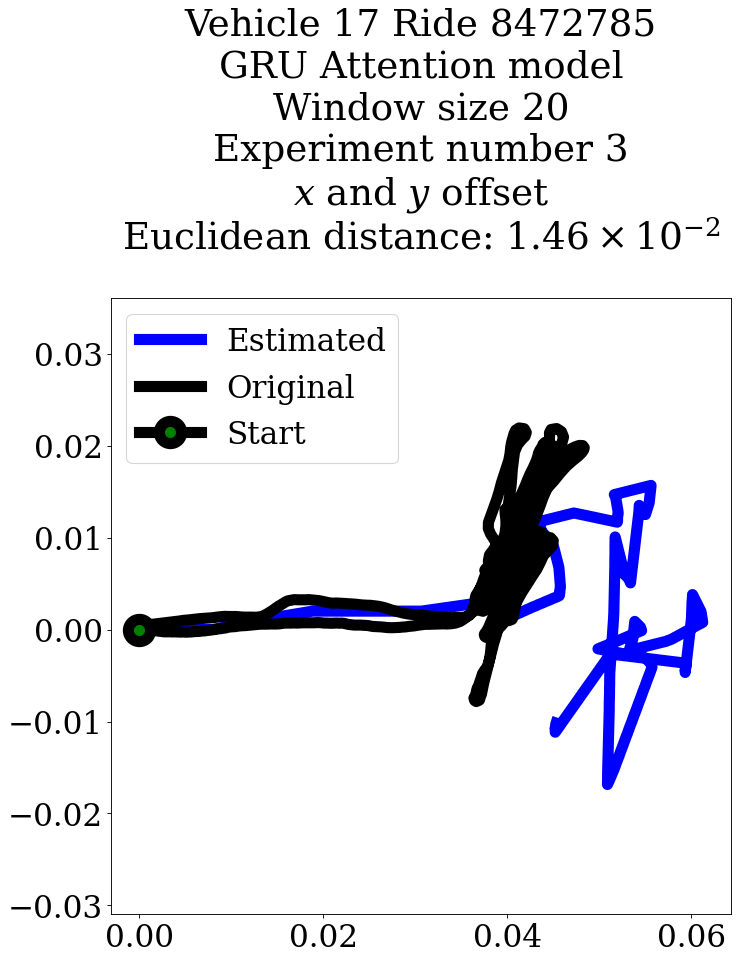 Vehicle 17 Ride 8472785
GRU Attention model
Window size 20
Experiment number 3
x and y offset
Euclidean distance: 1.46 × 10⁻²
Estimated
Original
Start
0.03
0.02
0.01
0.00
−0.01
−0.02
−0.03
0.00 0.02 0.04 0.06